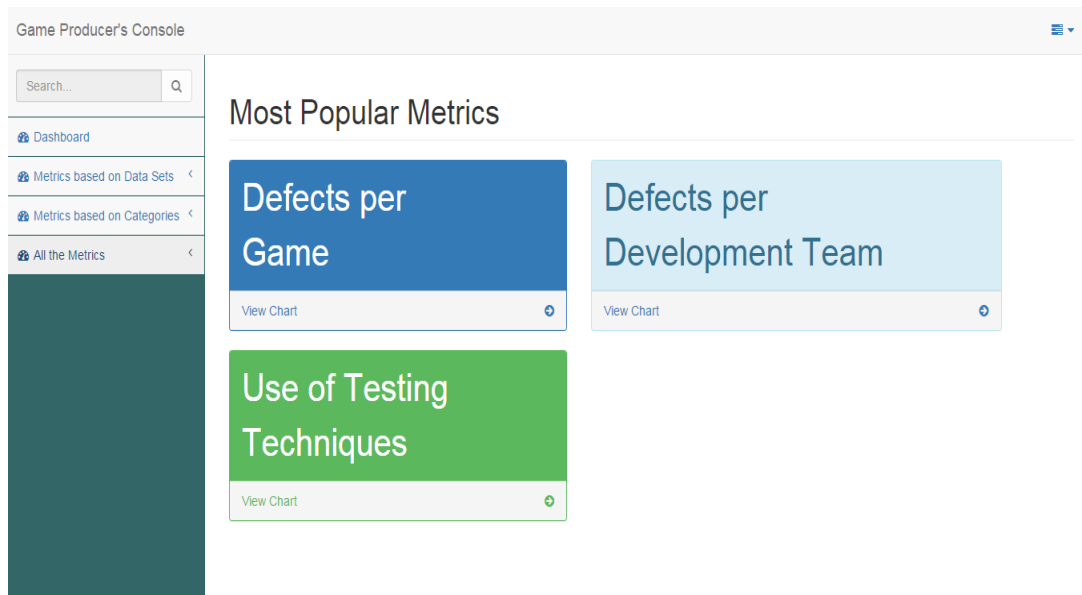 Game Producer's Console
Search...
Dashboard
Metrics based on Data Sets
Metrics based on Categories
All the Metrics
Most Popular Metrics
Defects per
Game
View Chart
Defects per
Development Team
View Chart
Use of Testing
Techniques
View Chart